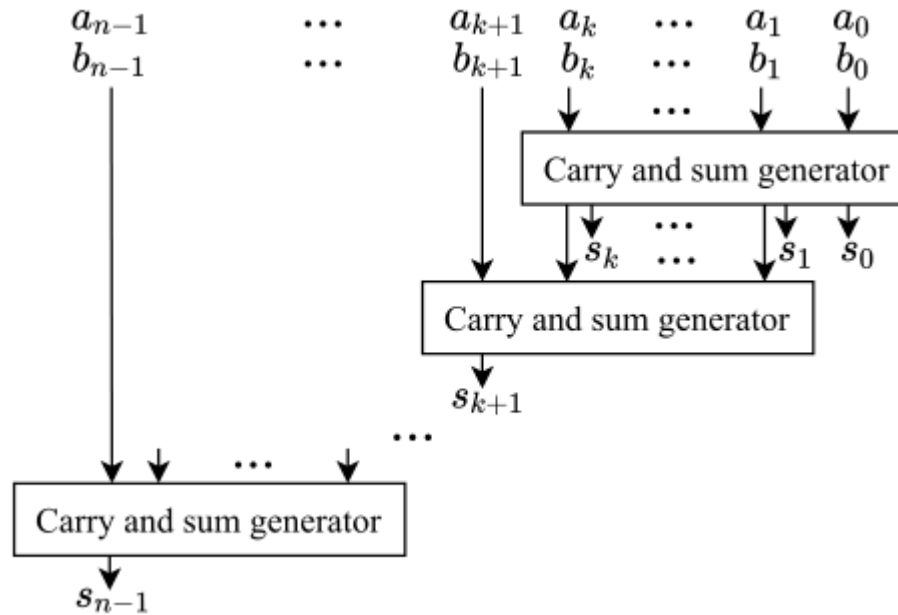 a_{n-1} ... a_{k+1} a_k ... a_1 a_0
b_{n-1} ... b_{k+1} b_k ... b_1 b_0
...
Carry and sum generator
...
s_k ... s_1 s_0
Carry and sum generator
s_{k+1}
...
...
Carry and sum generator
s_{n-1}